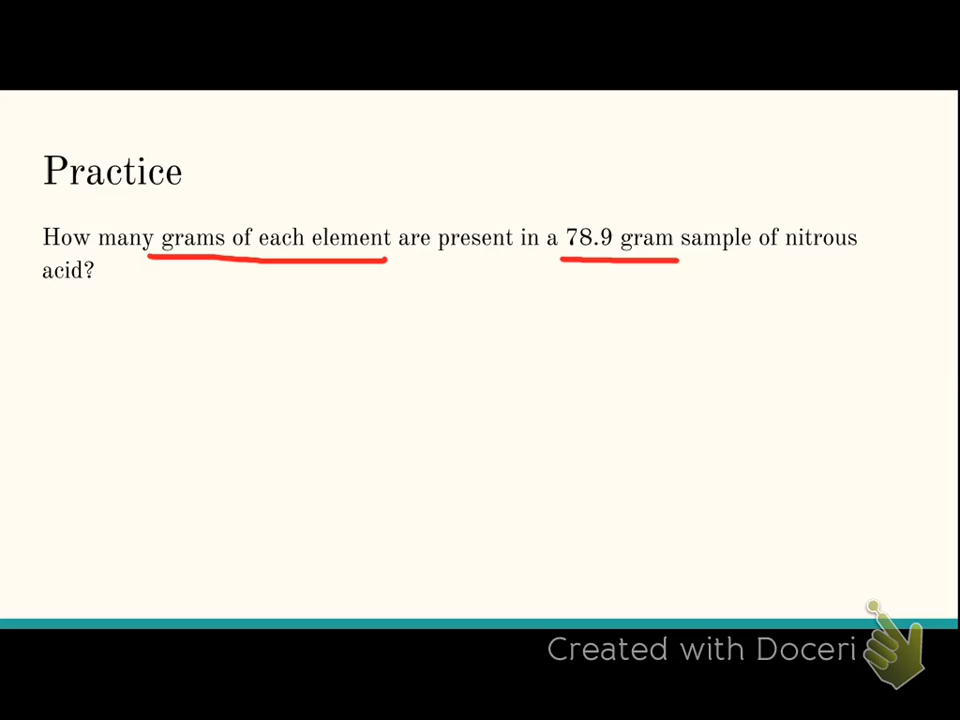 Practice
How many grams of each element are present in a 78.9 gram sample of nitrous
acid?
Created with Doceri